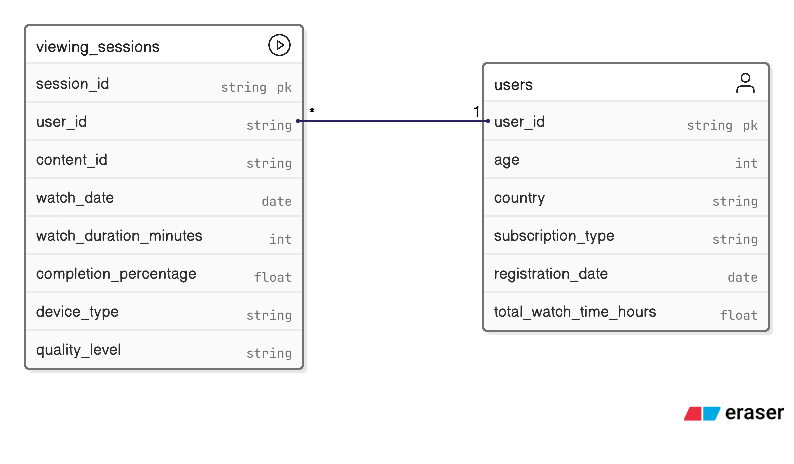 viewing_sessions
session_id string pk
user_id string
content_id string
watch_date date
watch_duration_minutes int
completion_percentage float
device_type string
quality_level string
* 1
users
user_id string pk
age int
country string
subscription_type string
registration_date date
total_watch_time_hours float
eraser